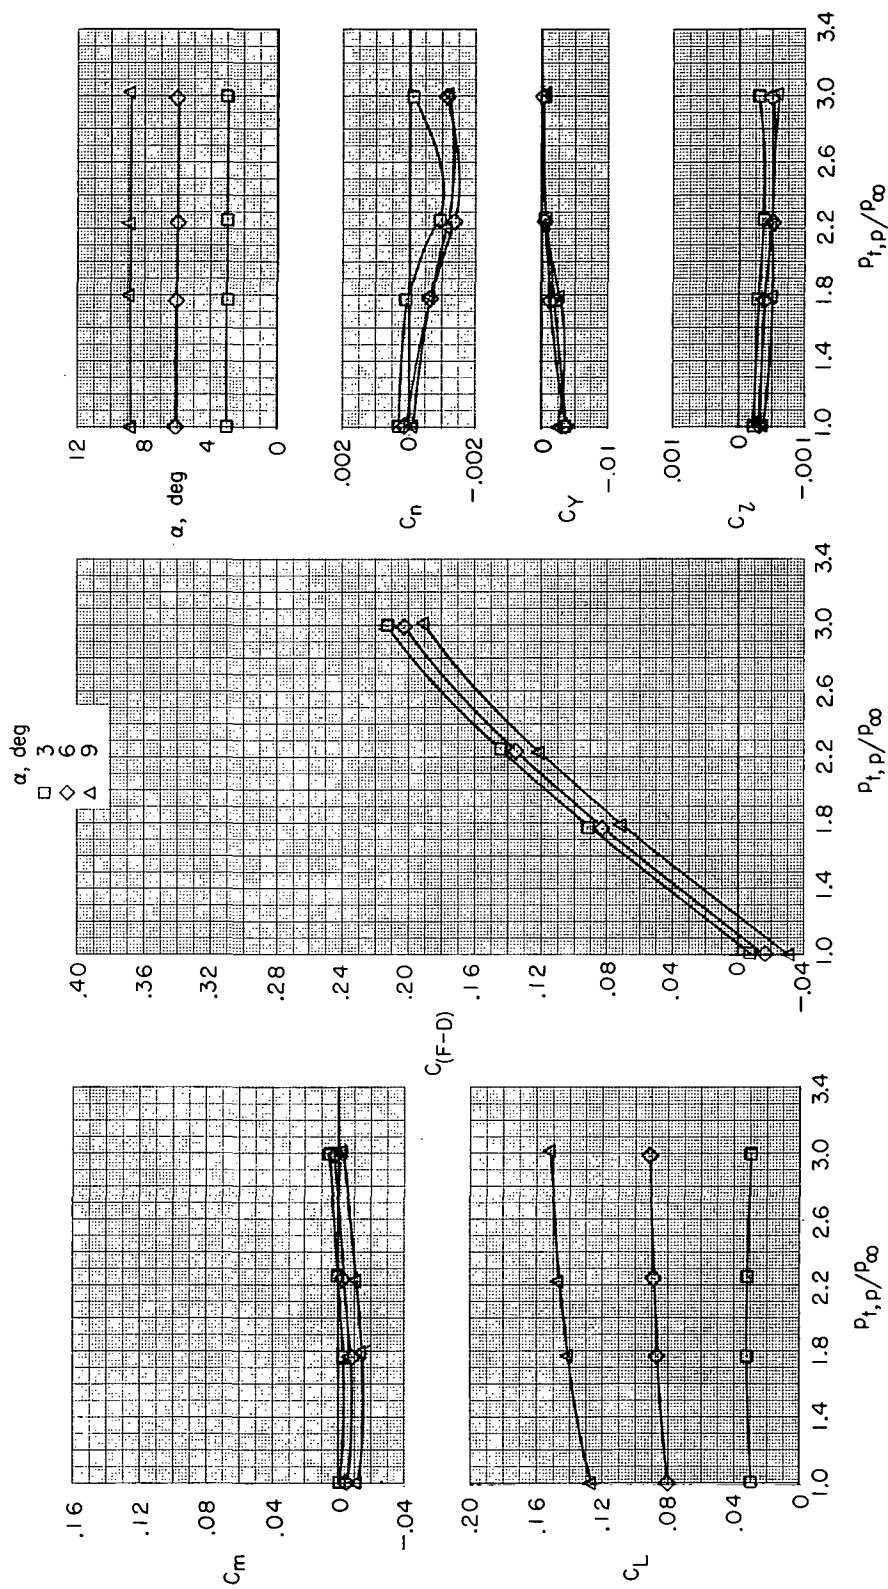 .16
.12
.08
.04
0
-.04
Cm
.20
.16
.12
.08
.04
0
CL
1.0 1.4 1.8 2.2 2.6 3.0 3.4
pt,p/p∞
α, deg
3
6
9
.40
.36
.32
.28
.24
.20
.16
.12
.08
.04
0
-.04
C(F-D)
1.0 1.4 1.8 2.2 2.6 3.0 3.4
pt,p/p∞
12
8
4
0
α, deg
.002
0
-.002
Cn
0
-.01
CY
.001
0
-.001
Cl
1.0 1.4 1.8 2.2 2.6 3.0 3.4
pt,p/p∞